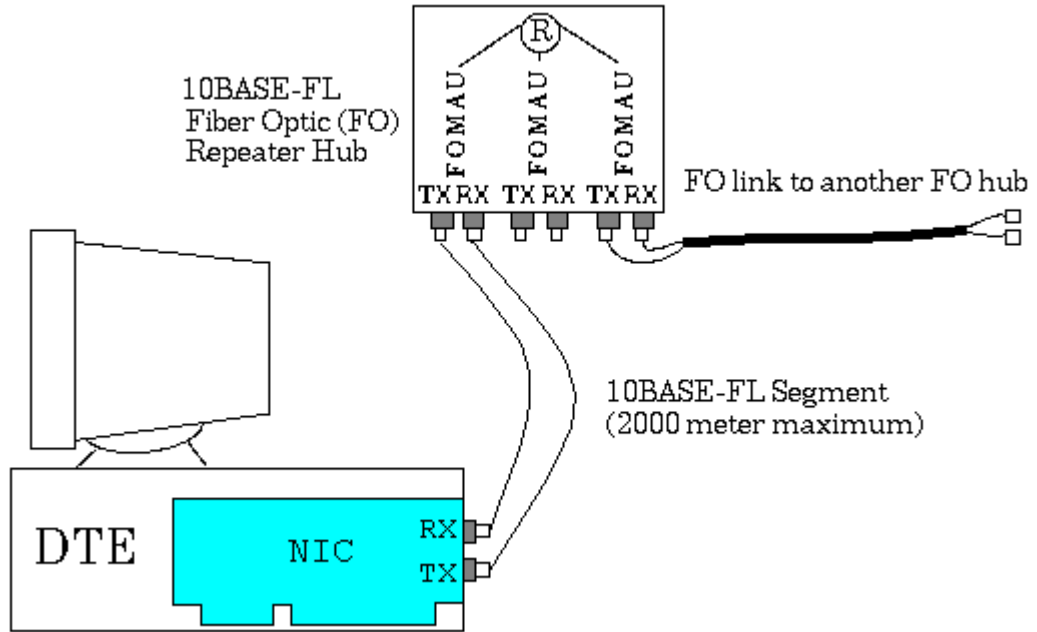 R
10BASE-FL
Fiber Optic (FO)
Repeater Hub
FOMAU
FOMAU
FOMAU
TX RX TX RX TX RX
FO link to another FO hub
10BASE-FL Segment
(2000 meter maximum)
DTE
NIC
RX
TX